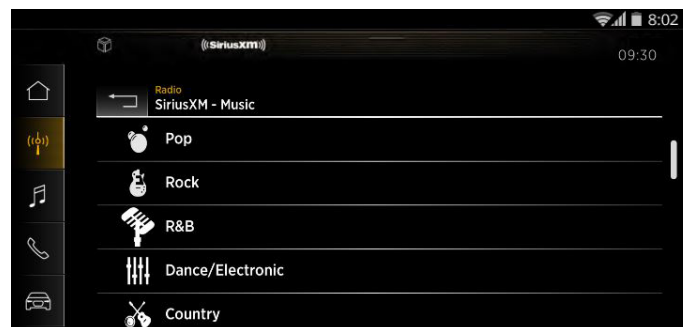 8:02
((SiriusXM))
09:30
Radio
SiriusXM - Music
Pop
Rock
R&B
Dance/Electronic
Country